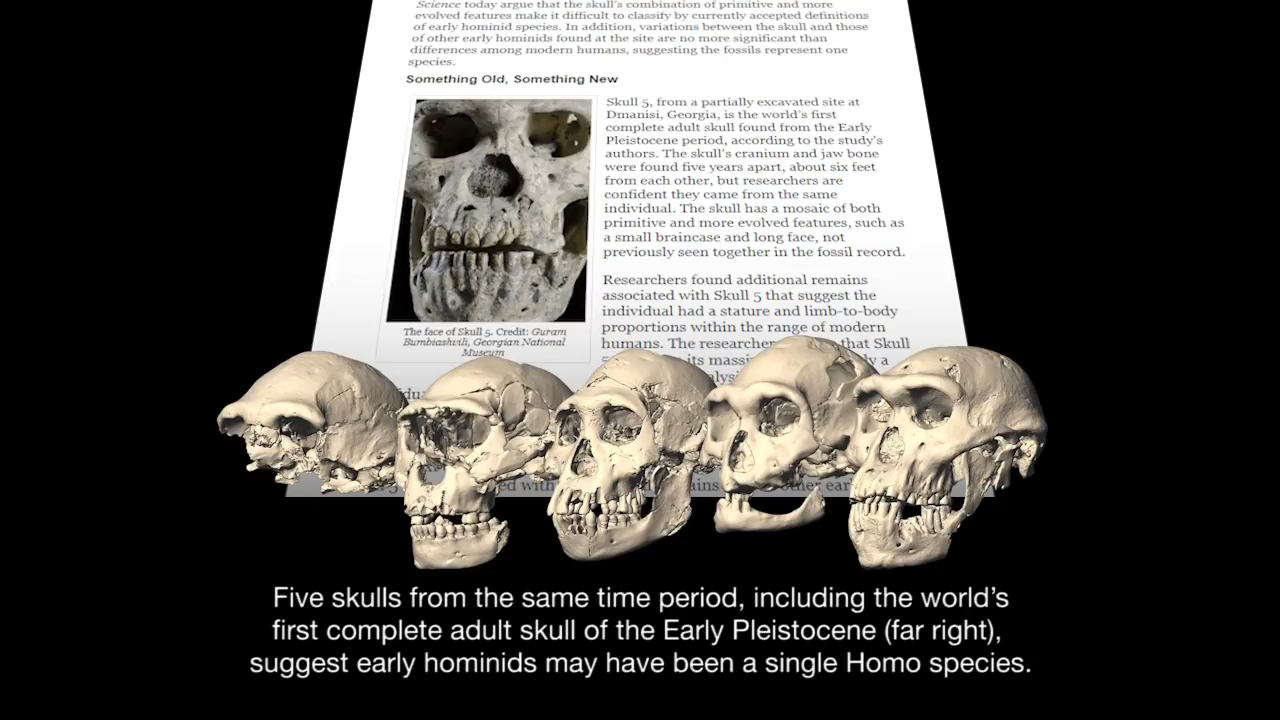 Science today argue that the skull's combination of primitive and more
evolved features make it difficult to classify by currently accepted definitions
of early hominid species. In addition, variations between the skull and those
of other early hominids found at the site are no more significant than
differences among modern humans, suggesting the fossils represent one
species.
Something Old, Something New
Skull 5, from a partially excavated site at
Dmanisi, Georgia, is the world's first
complete adult skull found from the Early
Pleistocene period, according to the study's
authors. The skull's cranium and jaw bone
were found five years apart, about six feet
from each other, but researchers are
confident they came from the same
individual. The skull has a mosaic of both
primitive and more evolved features, such as
a small braincase and long face, not
previously seen together in the fossil record.
The face of Skull 5. Credit: Guram
Bumbiashvili, Georgian National
Museum
Researchers found additional remains
associated with Skull 5 that suggest the
individual had a stature and limb-to-body
proportions within the range of modern
humans. The that Skull
its
Five skulls from the same time period, including the world's
first complete adult skull of the Early Pleistocene (far right),
suggest early hominids may have been a single Homo species.